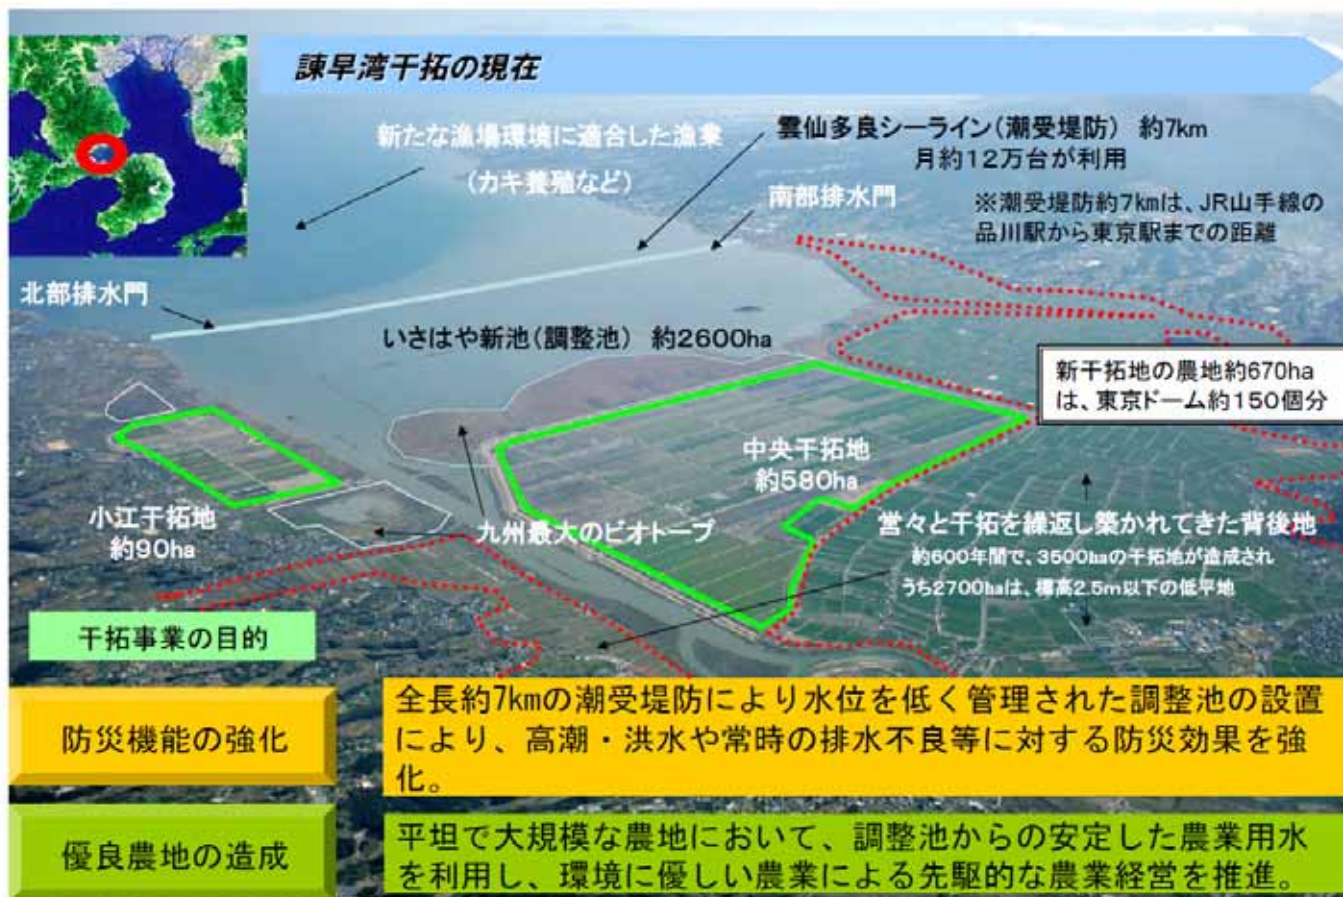 諫早湾干拓の現在
新たな漁場環境に適合した漁業
(カキ養殖など)
雲仙多良シーライン(潮受堤防) 約7km
月約12万台が利用
南部排水門
※潮受堤防約7kmは、JR山手線の
品川駅から東京駅までの距離
北部排水門
いさはや新池(調整池) 約2600ha
新干拓地の農地約670ha
は、東京ドーム約150個分
中央干拓地
約580ha
小江干拓地
約90ha
九州最大のビオトープ
営々と干拓を繰返し築かれてきた背後地
約600年間で、3500haの干拓地が造成され
うち2700haは、標高2.5m以下の低平地
干拓事業の目的
防災機能の強化
全長約7kmの潮受堤防により水位を低く管理された調整池の設置
により、高潮・洪水や常時の排水不良等に対する防災効果を強
化。
優良農地の造成
平坦で大規模な農地において、調整池からの安定した農業用水
を利用し、環境に優しい農業による先駆的な農業経営を推進。